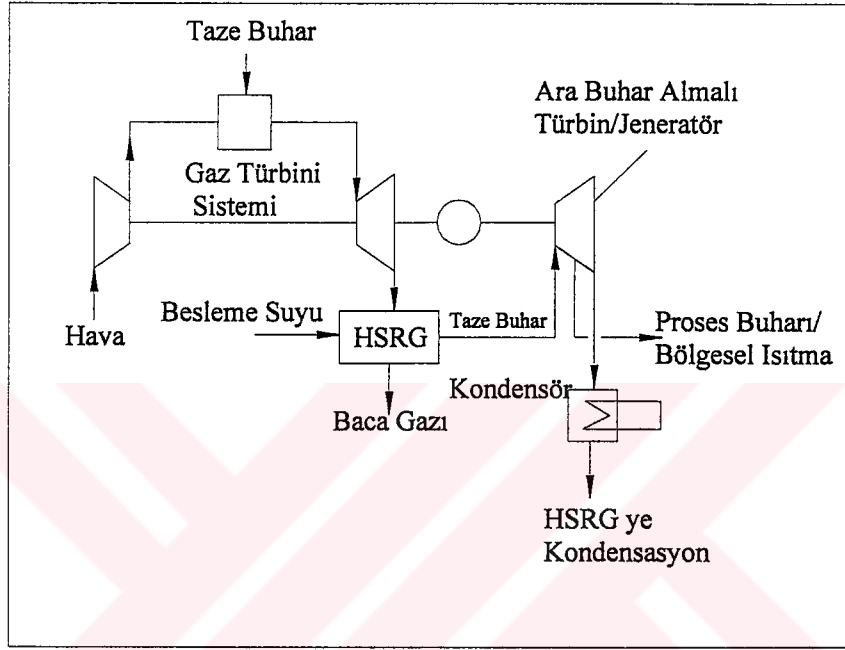 Taze Buhar
Ara Buhar Almalı
Türbin/Jeneratör
Gaz Türbini
Sistemi
Hava
Besleme Suyu
HSRG
Taze Buhar
Proses Buharı/
Bölgesel Isıtma
Kondensör
Baca Gazı
HSRG ye
Kondensasyon